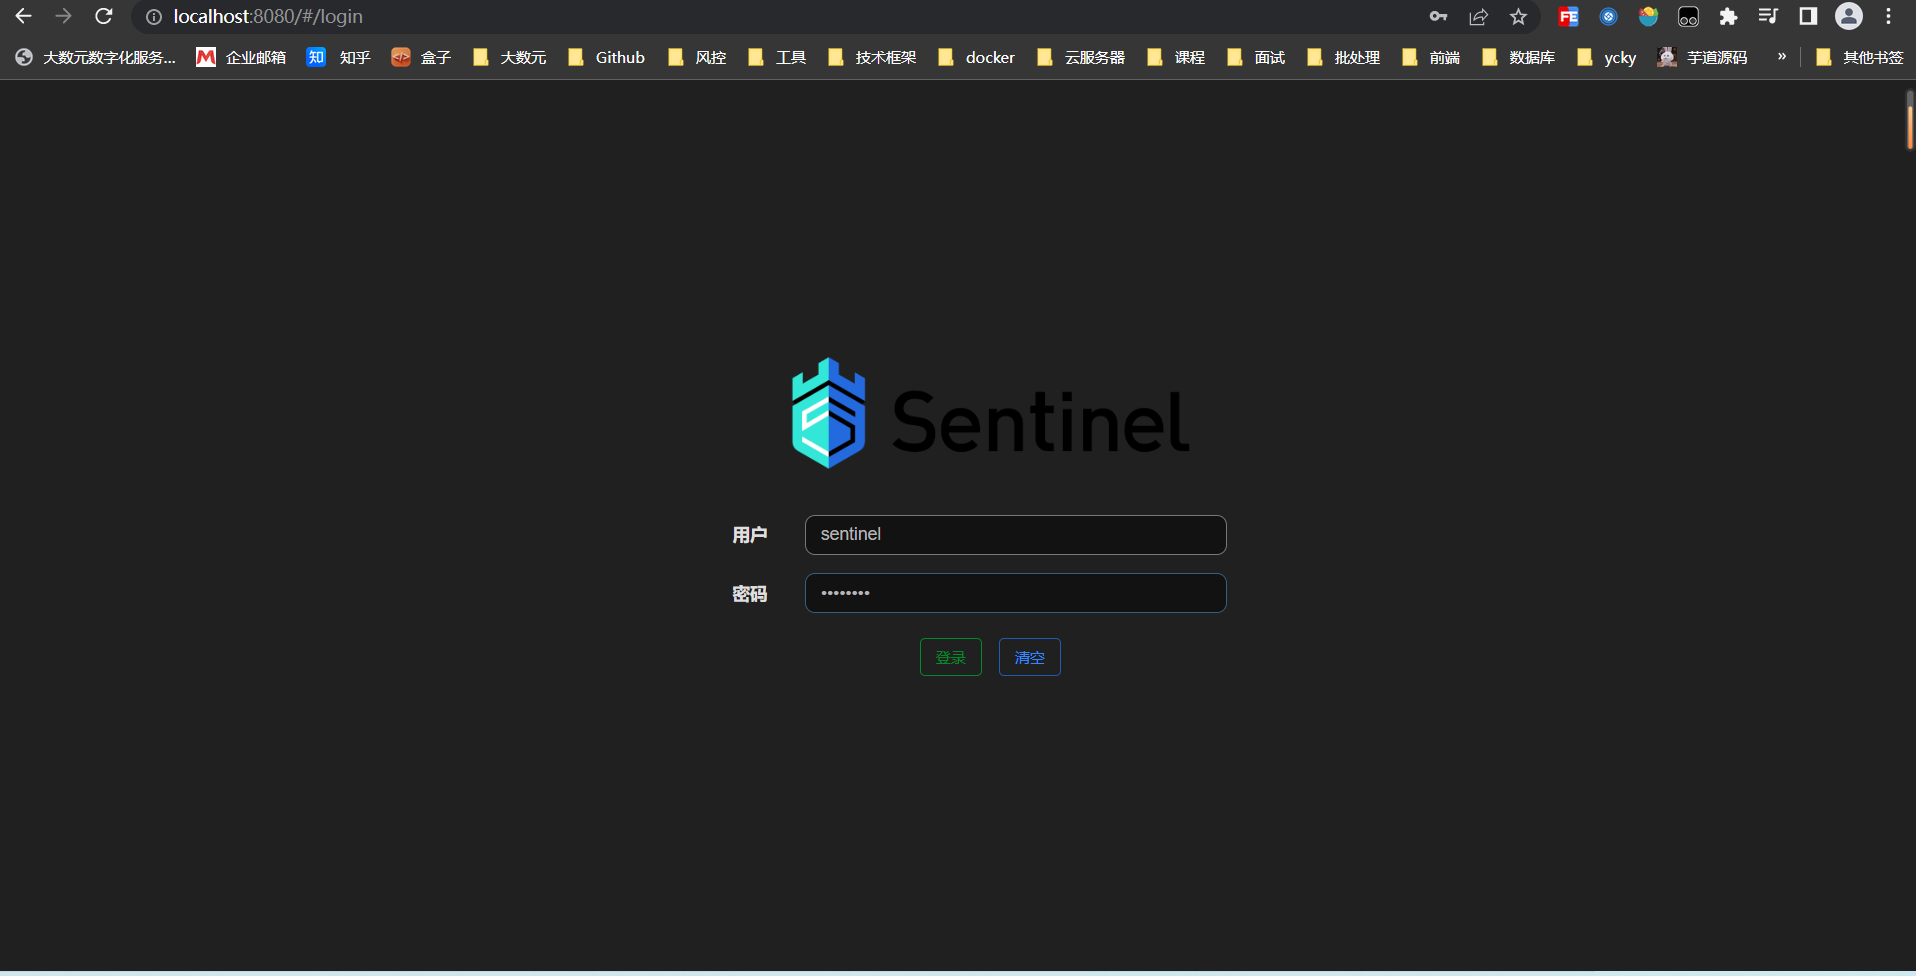 localhost:8080/#/login
FE
大数元数字化服务... 企业邮箱 知 知乎 盒子 大数元 Github 风控 工具 技术框架 docker 云服务器 课程 面试 批处理 前端 数据库 ycky 芋道源码 » 其他书签
Sentinel
用户 sentinel
密码 ••••••••
登录 清空